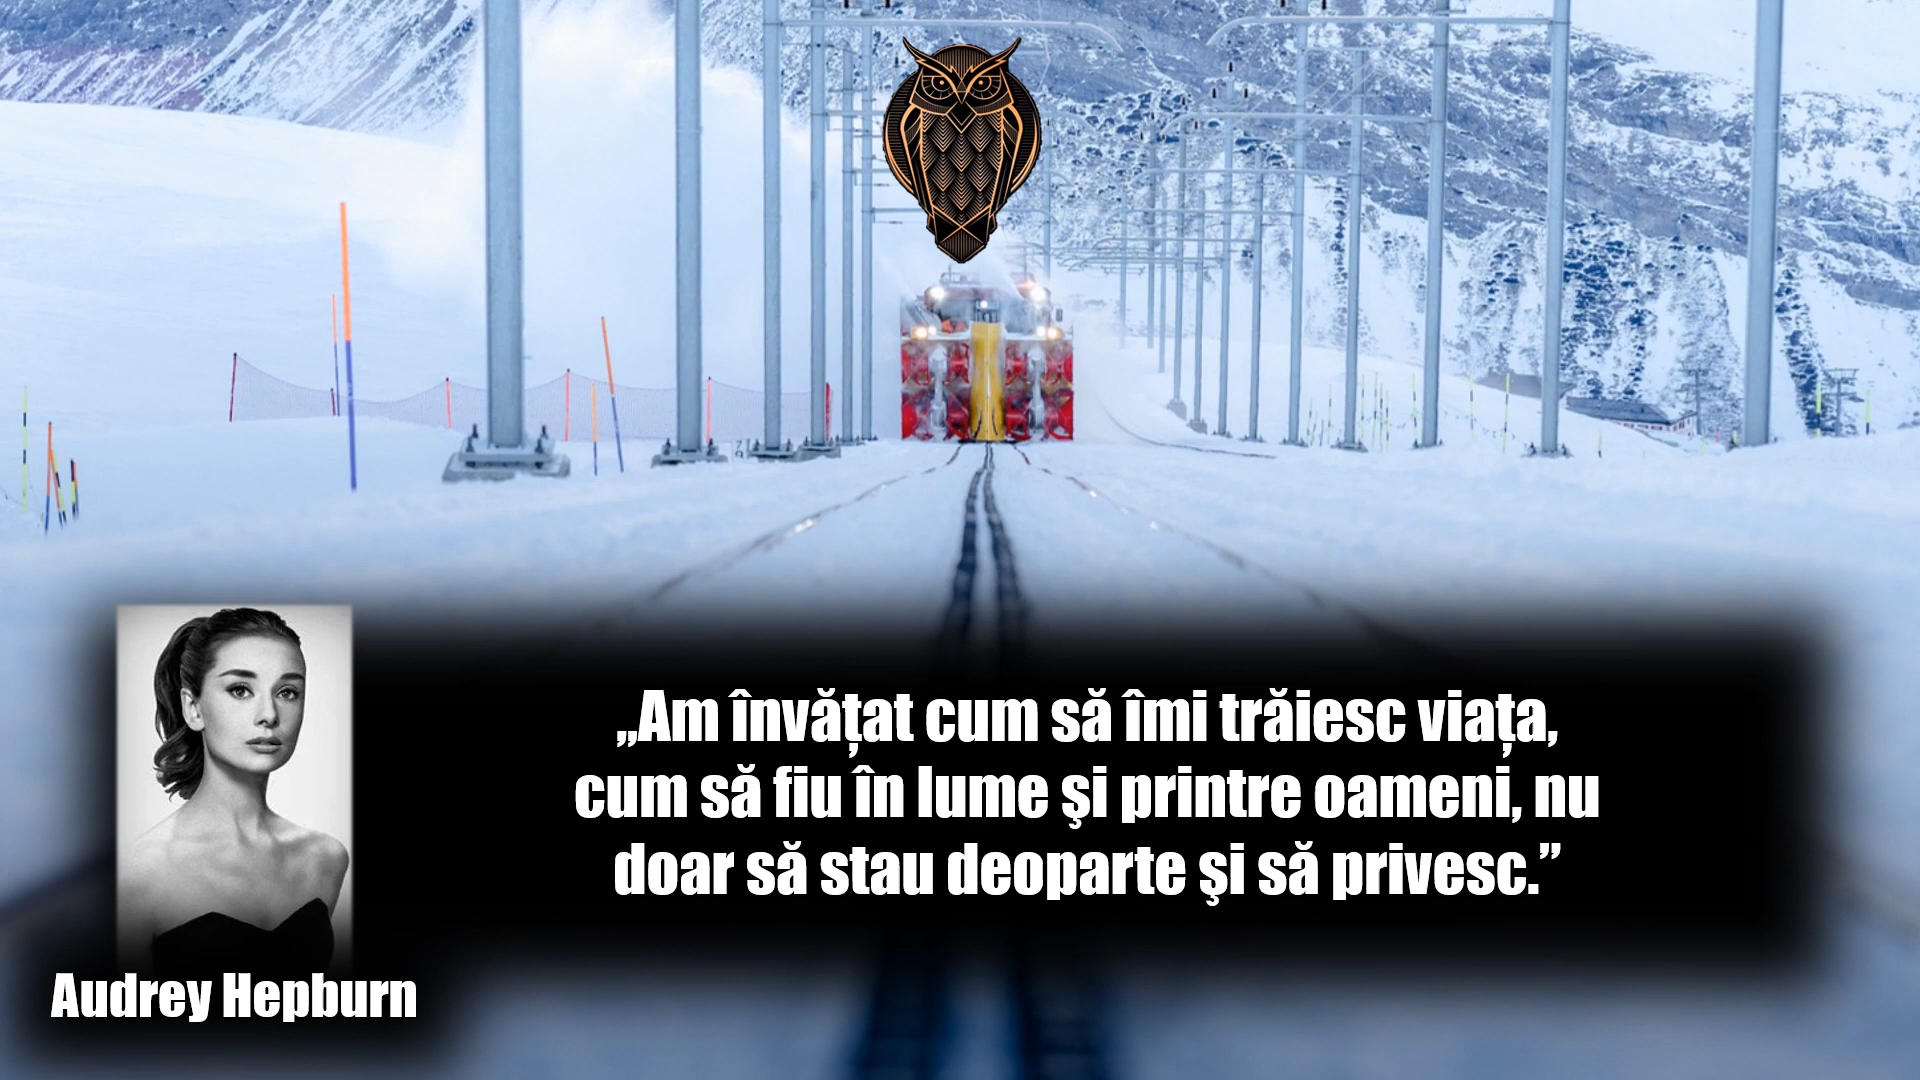 „Am învățat cum să îmi trăiesc viața,
cum să fiu în lume şi printre oameni, nu
doar să stau deoparte şi să privesc.”
Audrey Hepburn